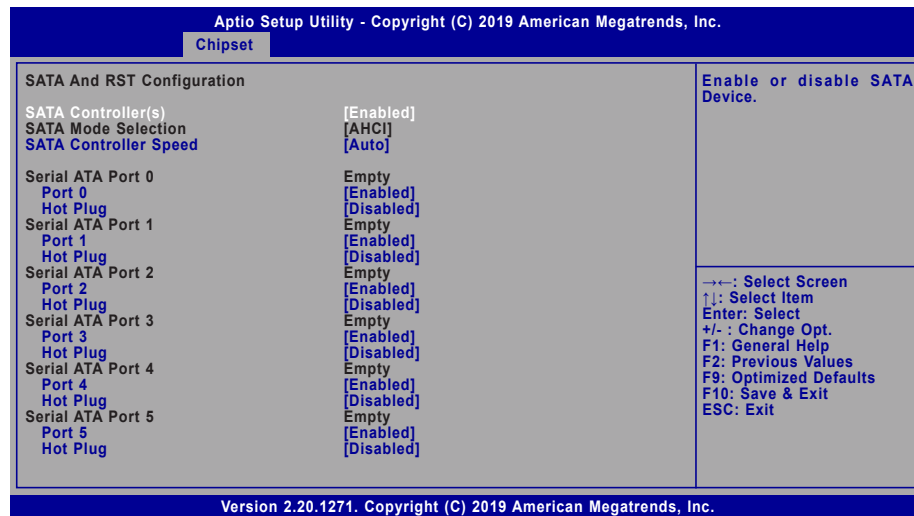 Aptio Setup Utility - Copyright (C) 2019 American Megatrends, Inc.
Chipset
SATA And RST Configuration
SATA Controller(s) [Enabled]
SATA Mode Selection [AHCI]
SATA Controller Speed [Auto]
Serial ATA Port 0 Empty
Port 0 [Enabled]
Hot Plug [Disabled]
Serial ATA Port 1 Empty
Port 1 [Enabled]
Hot Plug [Disabled]
Serial ATA Port 2 Empty
Port 2 [Enabled]
Hot Plug [Disabled]
Serial ATA Port 3 Empty
Port 3 [Enabled]
Hot Plug [Disabled]
Serial ATA Port 4 Empty
Port 4 [Enabled]
Hot Plug [Disabled]
Serial ATA Port 5 Empty
Port 5 [Enabled]
Hot Plug [Disabled]
Enable or disable SATA
Device.
→←: Select Screen
↑↓: Select Item
Enter: Select
+/- : Change Opt.
F1: General Help
F2: Previous Values
F9: Optimized Defaults
F10: Save & Exit
ESC: Exit
Version 2.20.1271. Copyright (C) 2019 American Megatrends, Inc.